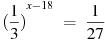 (1/3)^{x−18} = 1/27